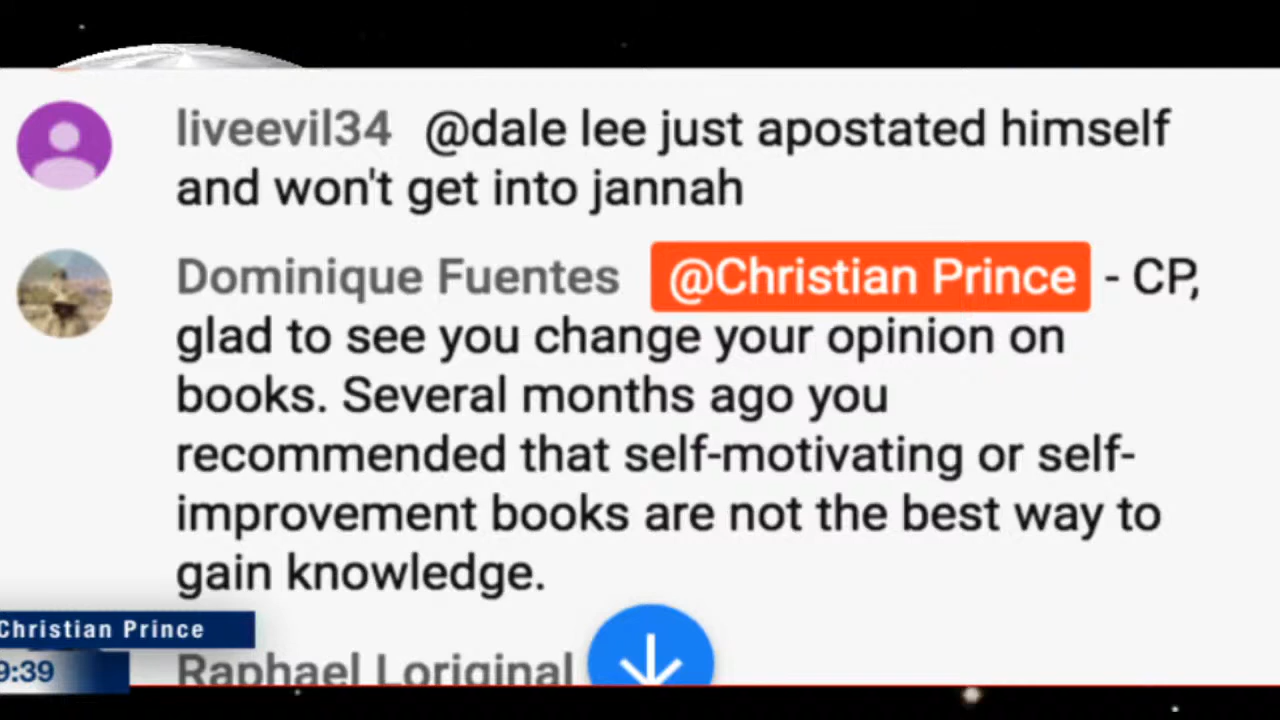 liveevil34 @dale lee just apostated himself
and won't get into jannah
Dominique Fuentes @Christian Prince - CP,
glad to see you change your opinion on
books. Several months ago you
recommended that self-motivating or self-
improvement books are not the best way to
gain knowledge.
Christian Prince
9:39
Raphael Loriginal